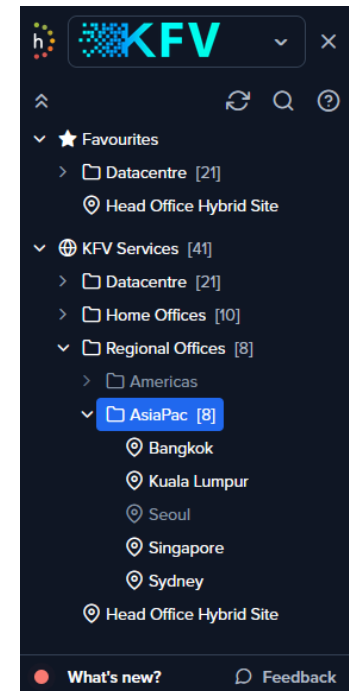 h
KFV
Favourites
Datacentre [21]
Head Office Hybrid Site
KFV Services [41]
Datacentre [21]
Home Offices [10]
Regional Offices [8]
Americas
AsiaPac [8]
Bangkok
Kuala Lumpur
Seoul
Singapore
Sydney
Head Office Hybrid Site
What's new? Feedback